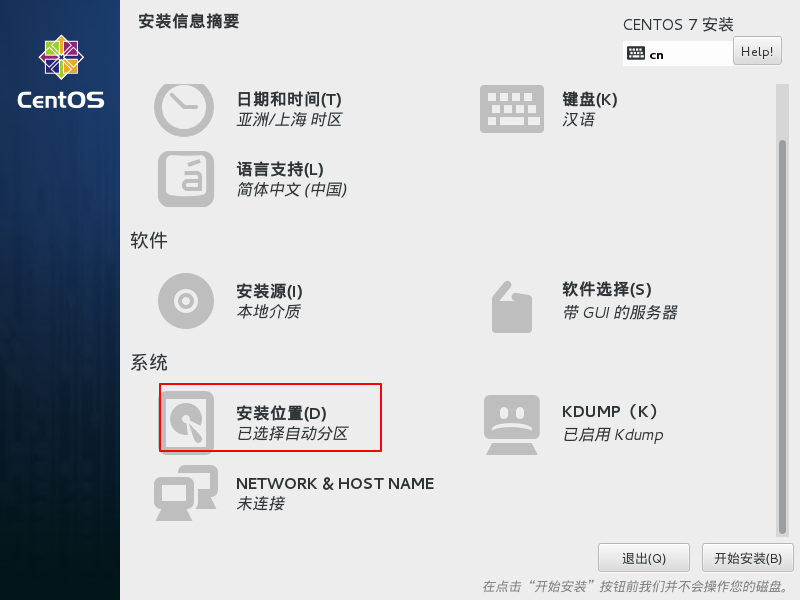 安装信息摘要
CENTOS 7 安装
cn
Help!
CentOS
日期和时间(T)
亚洲/上海 时区
键盘(K)
汉语
á
语言支持(L)
简体中文 (中国)
软件
安装源(I)
本地介质
软件选择(S)
带 GUI 的服务器
系统
安装位置(D)
已选择自动分区
KDUMP（K）
已启用 Kdump
NETWORK & HOST NAME
未连接
退出(Q)
开始安装(B)
在点击“开始安装”按钮前我们并不会操作您的磁盘。